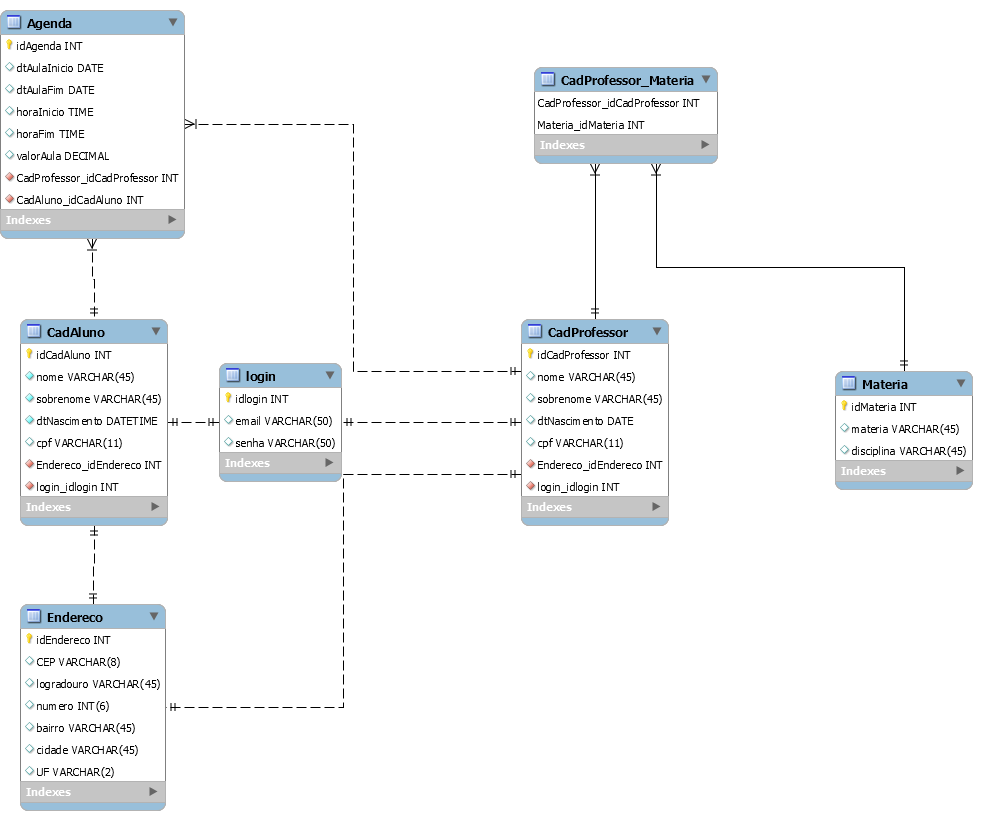 Agenda
idAgenda INT
dtAulaInicio DATE
dtAulaFim DATE
horaInicio TIME
horaFim TIME
valorAula DECIMAL
CadProfessor_idCadProfessor INT
CadAluno_idCadAluno INT
Indexes
CadProfessor_Materia
CadProfessor_idCadProfessor INT
Materia_idMateria INT
Indexes
CadAluno
idCadAluno INT
nome VARCHAR(45)
sobrenome VARCHAR(45)
dtNascimento DATETIME
cpf VARCHAR(11)
Endereco_idEndereco INT
login_idlogin INT
Indexes
login
idlogin INT
email VARCHAR(50)
senha VARCHAR(50)
Indexes
CadProfessor
idCadProfessor INT
nome VARCHAR(45)
sobrenome VARCHAR(45)
dtNascimento DATE
cpf VARCHAR(11)
Endereco_idEndereco INT
login_idlogin INT
Indexes
Materia
idMateria INT
materia VARCHAR(45)
disciplina VARCHAR(45)
Indexes
Endereco
idEndereco INT
CEP VARCHAR(8)
logradouro VARCHAR(45)
numero INT(6)
bairro VARCHAR(45)
cidade VARCHAR(45)
UF VARCHAR(2)
Indexes